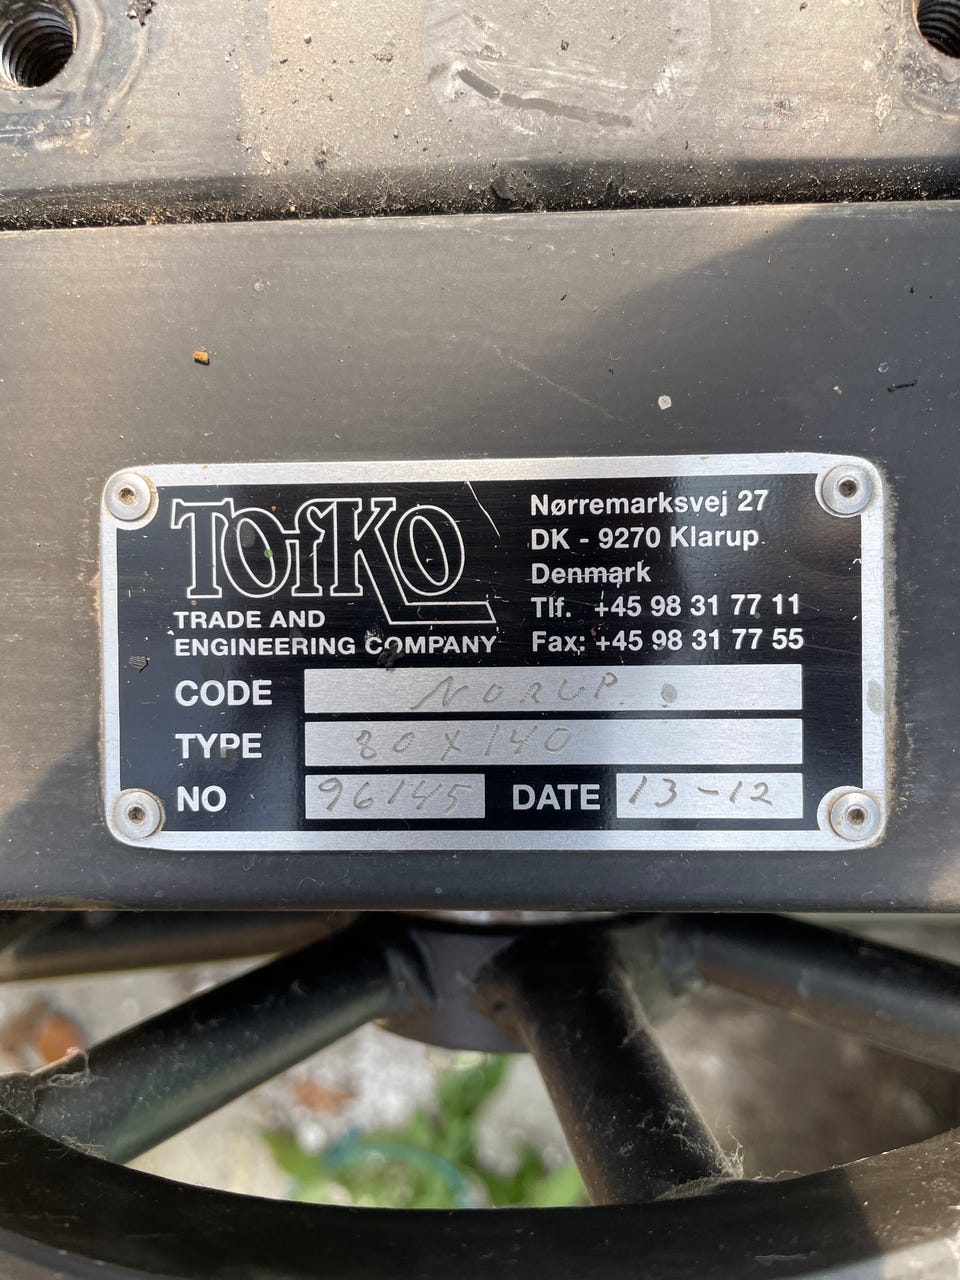 TOfKO
TRADE AND
ENGINEERING COMPANY
Nørremarksvej 27
DK - 9270 Klarup
Denmark
Tlf. +45 98 31 77 11
Fax: +45 98 31 77 55
CODE NORUP
TYPE 80 X 140
NO 96145 DATE 13-12